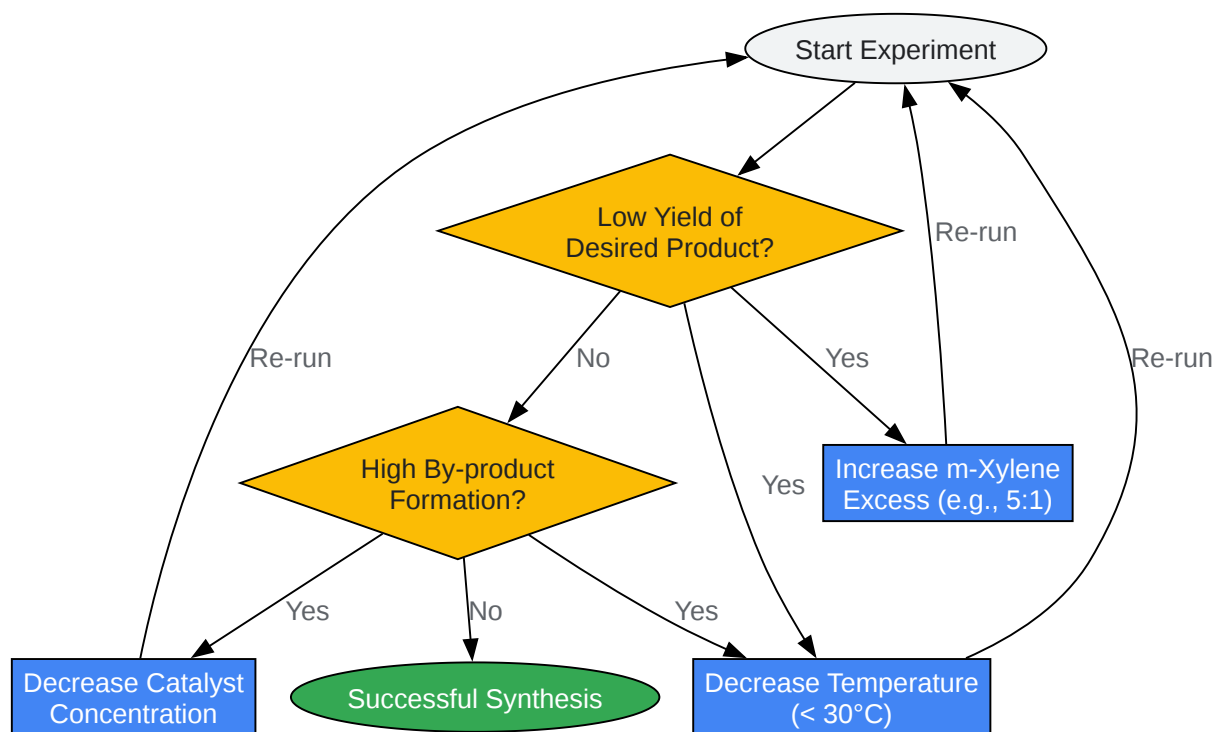 Start Experiment
Low Yield of
Desired Product?
Re-run
Re-run
No
Yes
Re-run
High By-product
Formation?
Increase m-Xylene
Excess (e.g., 5:1)
Yes
Yes
No
Yes
Decrease Catalyst
Concentration
Successful Synthesis
Decrease Temperature
(< 30°C)